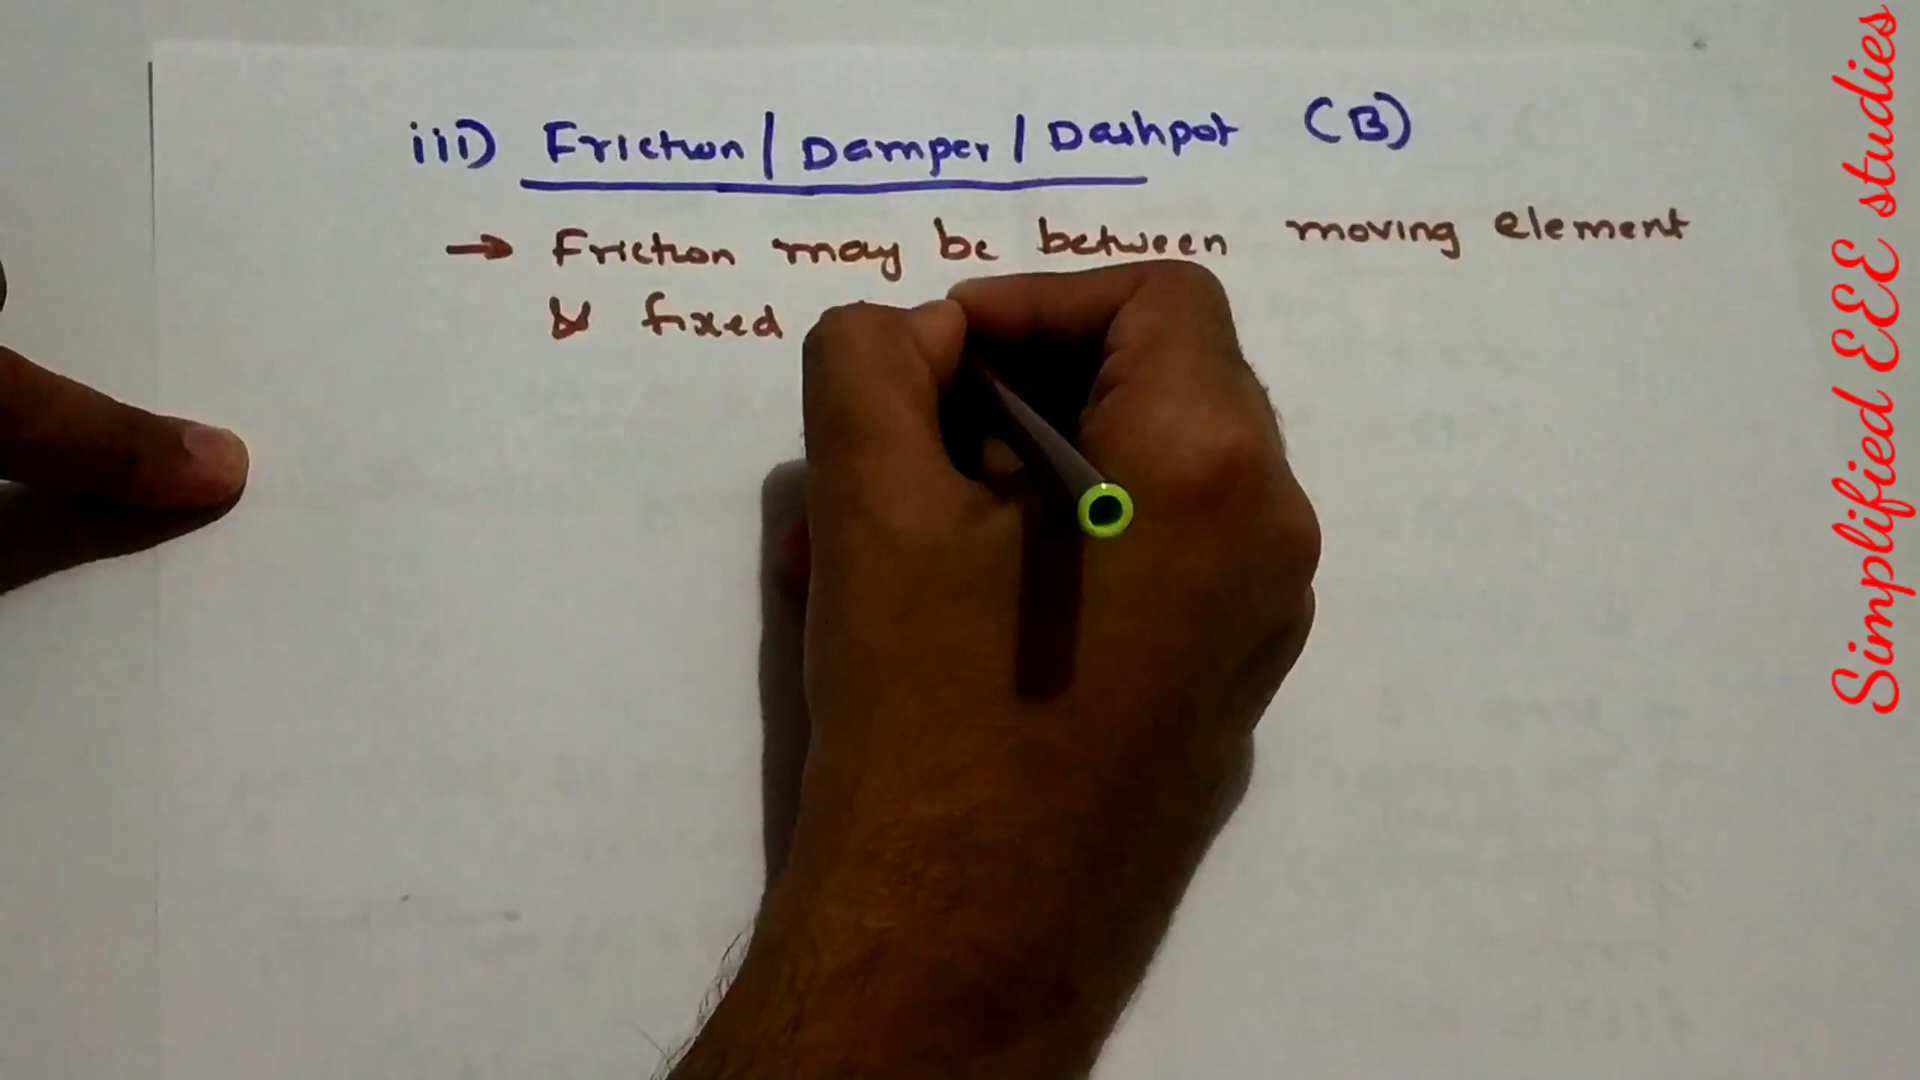 iii) Friction / Damper / Dashpot (B)
→ Friction may be between moving element
& fixed
Simplified EEE studies